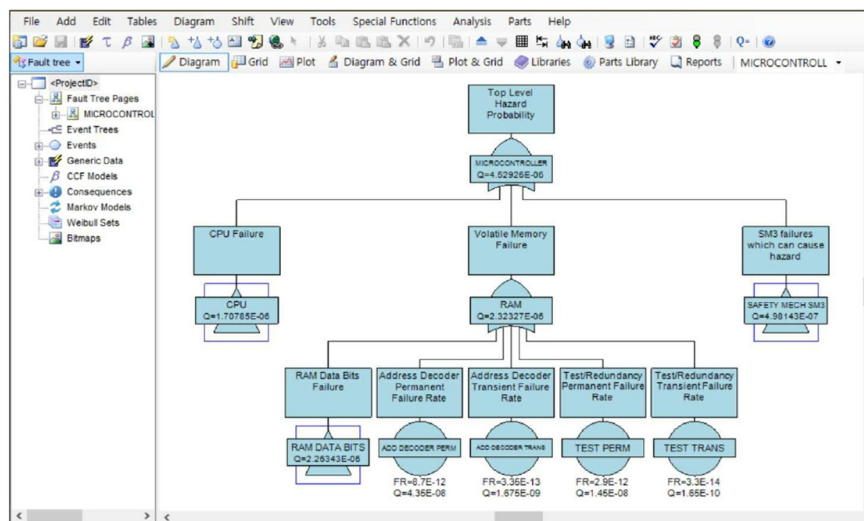 File Add Edit Tables Diagram Shift View Tools Special Functions Analysis Parts Help
Fault tree
Diagram Grid Plot Diagram & Grid Plot & Grid Libraries Parts Library Reports MICROCONTROLL
<ProjectID>
Fault Tree Pages
MICROCONTROL
Event Trees
Events
Generic Data
CCF Models
Consequences
Markov Models
Weibull Sets
Bitmaps
Top Level
Hazard
Probability
MICROCONTROLLER
Q=4.52926E-06
CPU Failure
CPU
Q=1.70785E-06
Volatile Memory
Failure
RAM
Q=2.32327E-06
SM3 failures
which can cause
hazard
SAFETY MECH SM3
Q=4.98143E-07
RAM Data Bits
Failure
RAM DATA BITS
Q=2.26343E-06
Address Decoder
Permanent
Failure Rate
ADD DECODER PERM
FR=8.7E-12
Q=4.35E-08
Address Decoder
Transient Failure
Rate
ADD DECODER TRANS
FR=3.35E-13
Q=1.675E-09
Test/Redundancy
Permanent Failure
Rate
TEST PERM
FR=2.9E-12
Q=1.45E-08
Test/Redundancy
Transient Failure
Rate
TEST TRANS
FR=3.3E-14
Q=1.65E-10